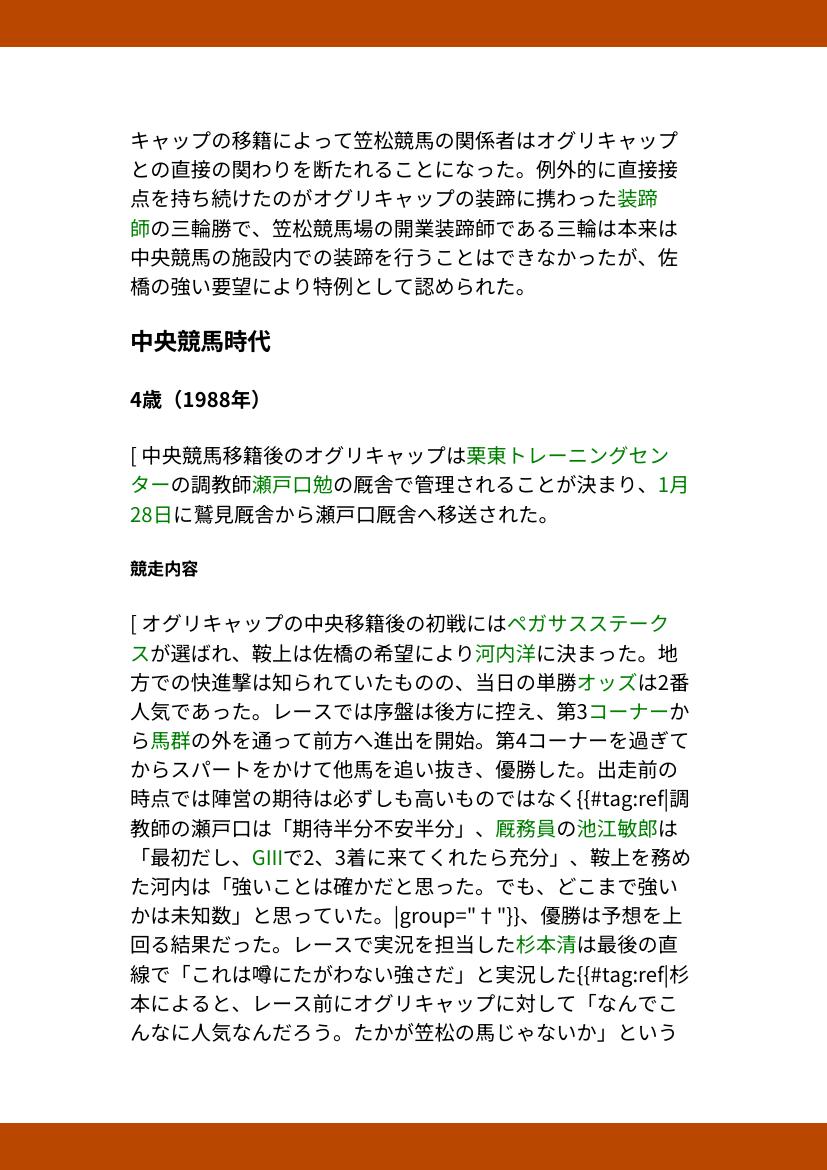 キャップの移籍によって笠松競馬の関係者はオグリキャップ
との直接の関わりを断たれることになった。例外的に直接接
点を持ち続けたのがオグリキャップの装蹄に携わった装蹄
師の三輪勝で、笠松競馬場の開業装蹄師である三輪は本来は
中央競馬の施設内での装蹄を行うことはできなかったが、佐
橋の強い要望により特例として認められた。
中央競馬時代
4歳（1988年）
[ 中央競馬移籍後のオグリキャップは栗東トレーニングセン
ターの調教師瀬戸口勉の厩舎で管理されることが決まり、1月
28日に鷲見厩舎から瀬戸口厩舎へ移送された。
競走内容
[ オグリキャップの中央移籍後の初戦にはペガサスステーク
スが選ばれ、鞍上は佐橋の希望により河内洋に決まった。地
方での快進撃は知られていたものの、当日の単勝オッズは2番
人気であった。レースでは序盤は後方に控え、第3コーナーか
ら馬群の外を通って前方へ進出を開始。第4コーナーを過ぎて
からスパートをかけて他馬を追い抜き、優勝した。出走前の
時点では陣営の期待は必ずしも高いものではなく{{#tag:ref|調
教師の瀬戸口は「期待半分不安半分」、厩務員の池江敏郎は
「最初だし、GIIIで2、3着に来てくれたら充分」、鞍上を務め
た河内は「強いことは確かだと思った。でも、どこまで強い
かは未知数」と思っていた。|group="†"}}、優勝は予想を上
回る結果だった。レースで実況を担当した杉本清は最後の直
線で「これは噂にたがわない強さだ」と実況した{{#tag:ref|杉
本によると、レース前にオグリキャップに対して「なんでこ
んなに人気なんだろう。たかが笠松の馬じゃないか」という